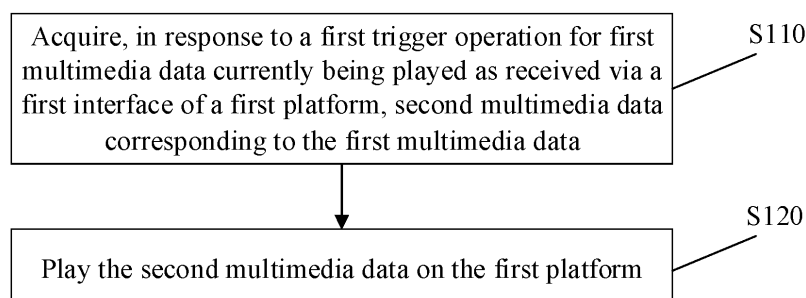 Acquire, in response to a first trigger operation for first
multimedia data currently being played as received via a
first interface of a first platform, second multimedia data
corresponding to the first multimedia data
S110
Play the second multimedia data on the first platform
S120